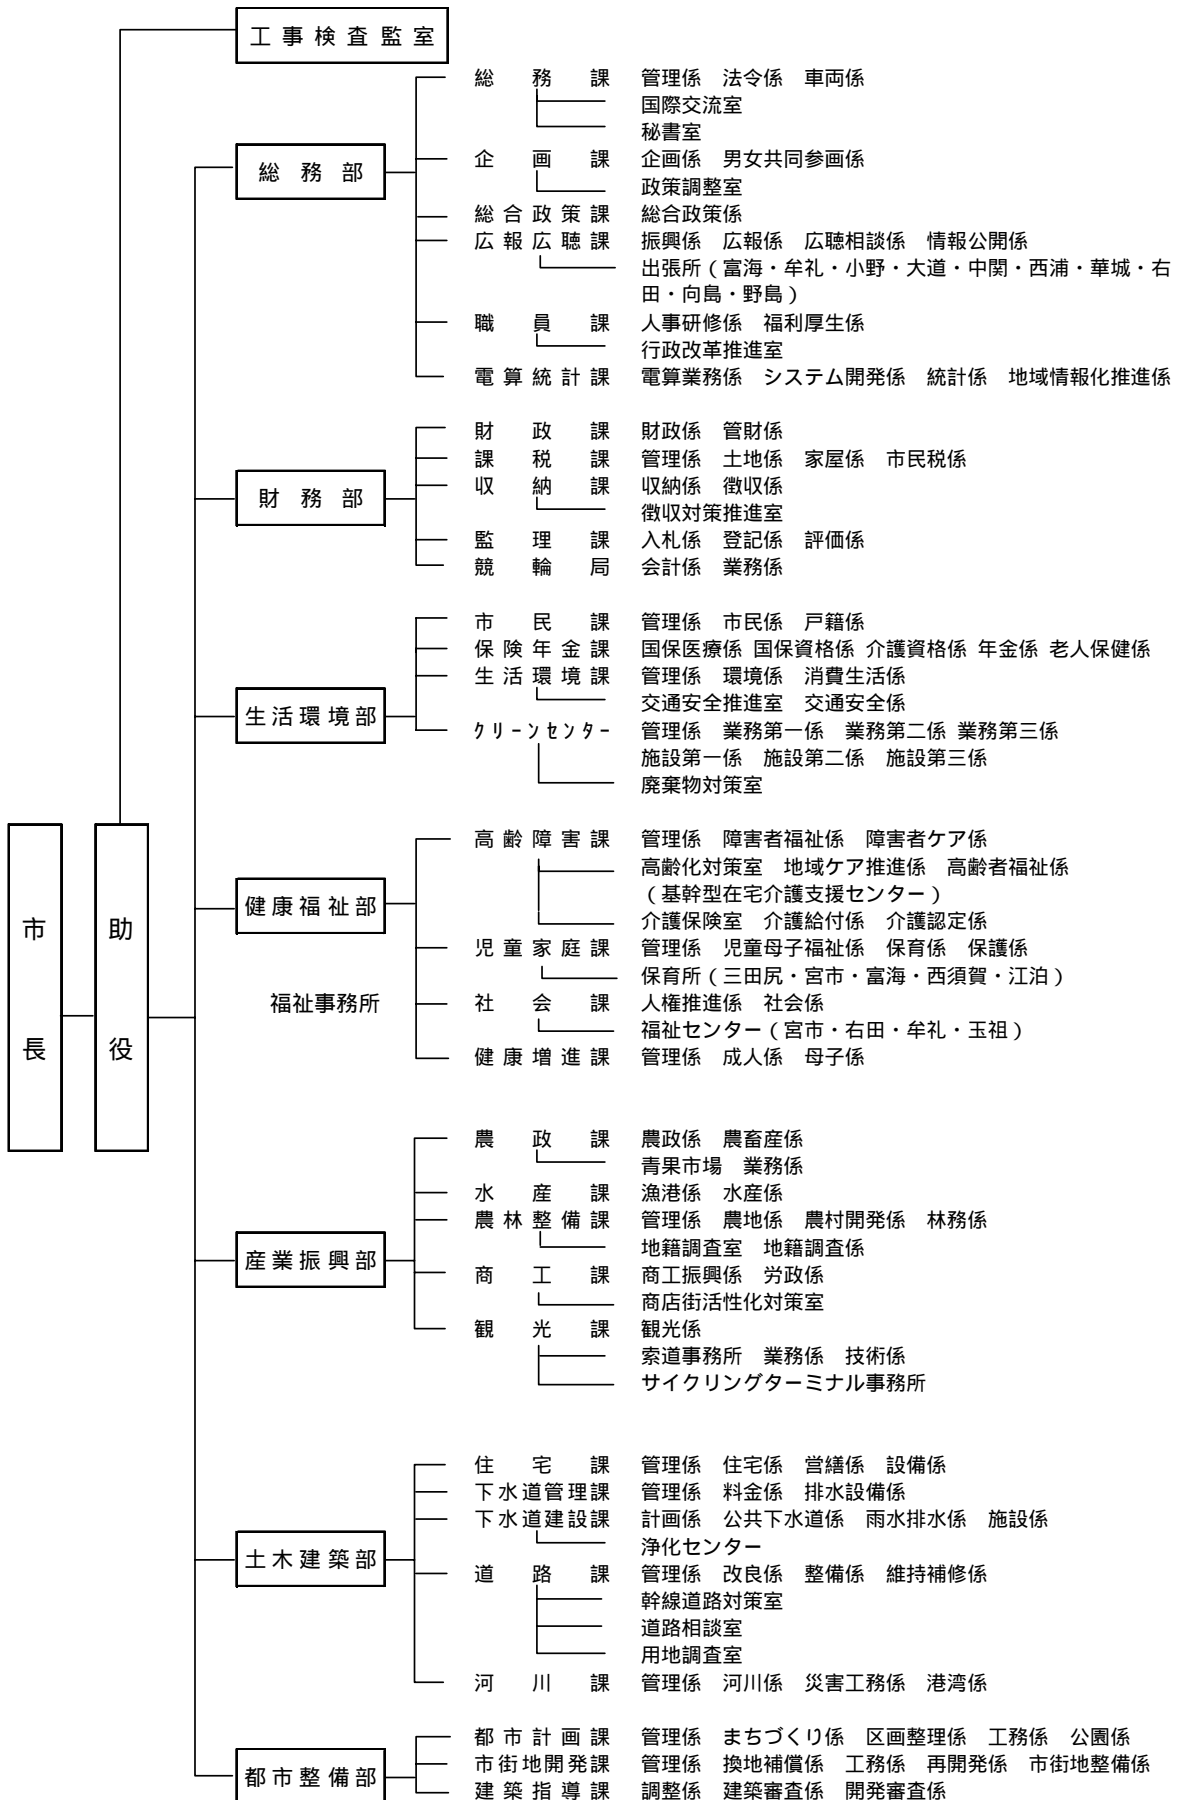 工事検査監室
総務課 管理係 法令係 車両係
国際交流室
秘書室
総務部
企画課 企画係 男女共同参画係
政策調整室
総合政策課 総合政策係
広報広聴課 振興係 広報係 広聴相談係 情報公開係
出張所(富海・牟礼・小野・大道・中関・西浦・華城・右
田・向島・野島)
職員課 人事研修係 福利厚生係
行政改革推進室
電算統計課 電算業務係 システム開発係 統計係 地域情報化推進係
財政課 財政係 管財係
課税課 管理係 土地係 家屋係 市民税係
財務部
収納課 収納係 徴収係
徴収対策推進室
監理課 入札係 登記係 評価係
競輪局 会計係 業務係
市民課 管理係 市民係 戸籍係
保険年金課 国保医療係 国保資格係 介護資格係 年金係 老人保健係
生活環境課 管理係 環境係 消費生活係
交通安全推進室 交通安全係
生活環境部
クリーンセンター 管理係 業務第一係 業務第二係 業務第三係
施設第一係 施設第二係 施設第三係
廃棄物対策室
市長
助役
高齢障害課 管理係 障害者福祉係 障害者ケア係
高齢化対策室 地域ケア推進係 高齢者福祉係
(基幹型在宅介護支援センター)
健康福祉部
介護保険室 介護給付係 介護認定係
児童家庭課 管理係 児童母子福祉係 保育係 保護係
保育所(三田尻・宮市・富海・西須賀・江泊)
福祉事務所
社会課 人権推進係 社会係
福祉センター(宮市・右田・牟礼・玉祖)
健康増進課 管理係 成人係 母子係
農政課 農政係 農畜産係
青果市場 業務係
水産課 漁港係 水産係
農林整備課 管理係 農地係 農村開発係 林務係
地籍調査室 地籍調査係
産業振興部
商工課 商工振興係 労政係
商店街活性化対策室
観光課 観光係
索道事務所 業務係 技術係
サイクリングターミナル事務所
住宅課 管理係 住宅係 営繕係 設備係
下水道管理課 管理係 料金係 排水設備係
下水道建設課 計画係 公共下水道係 雨水排水係 施設係
浄化センター
土木建築部
道路課 管理係 改良係 整備係 維持補修係
幹線道路対策室
道路相談室
用地調査室
河川課 管理係 河川係 災害工務係 港湾係
都市計画課 管理係 まちづくり係 区画整理係 工務係 公園係
市街地開発課 管理係 換地補償係 工務係 再開発係 市街地整備係
都市整備部
建築指導課 調整係 建築審査係 開発審査係